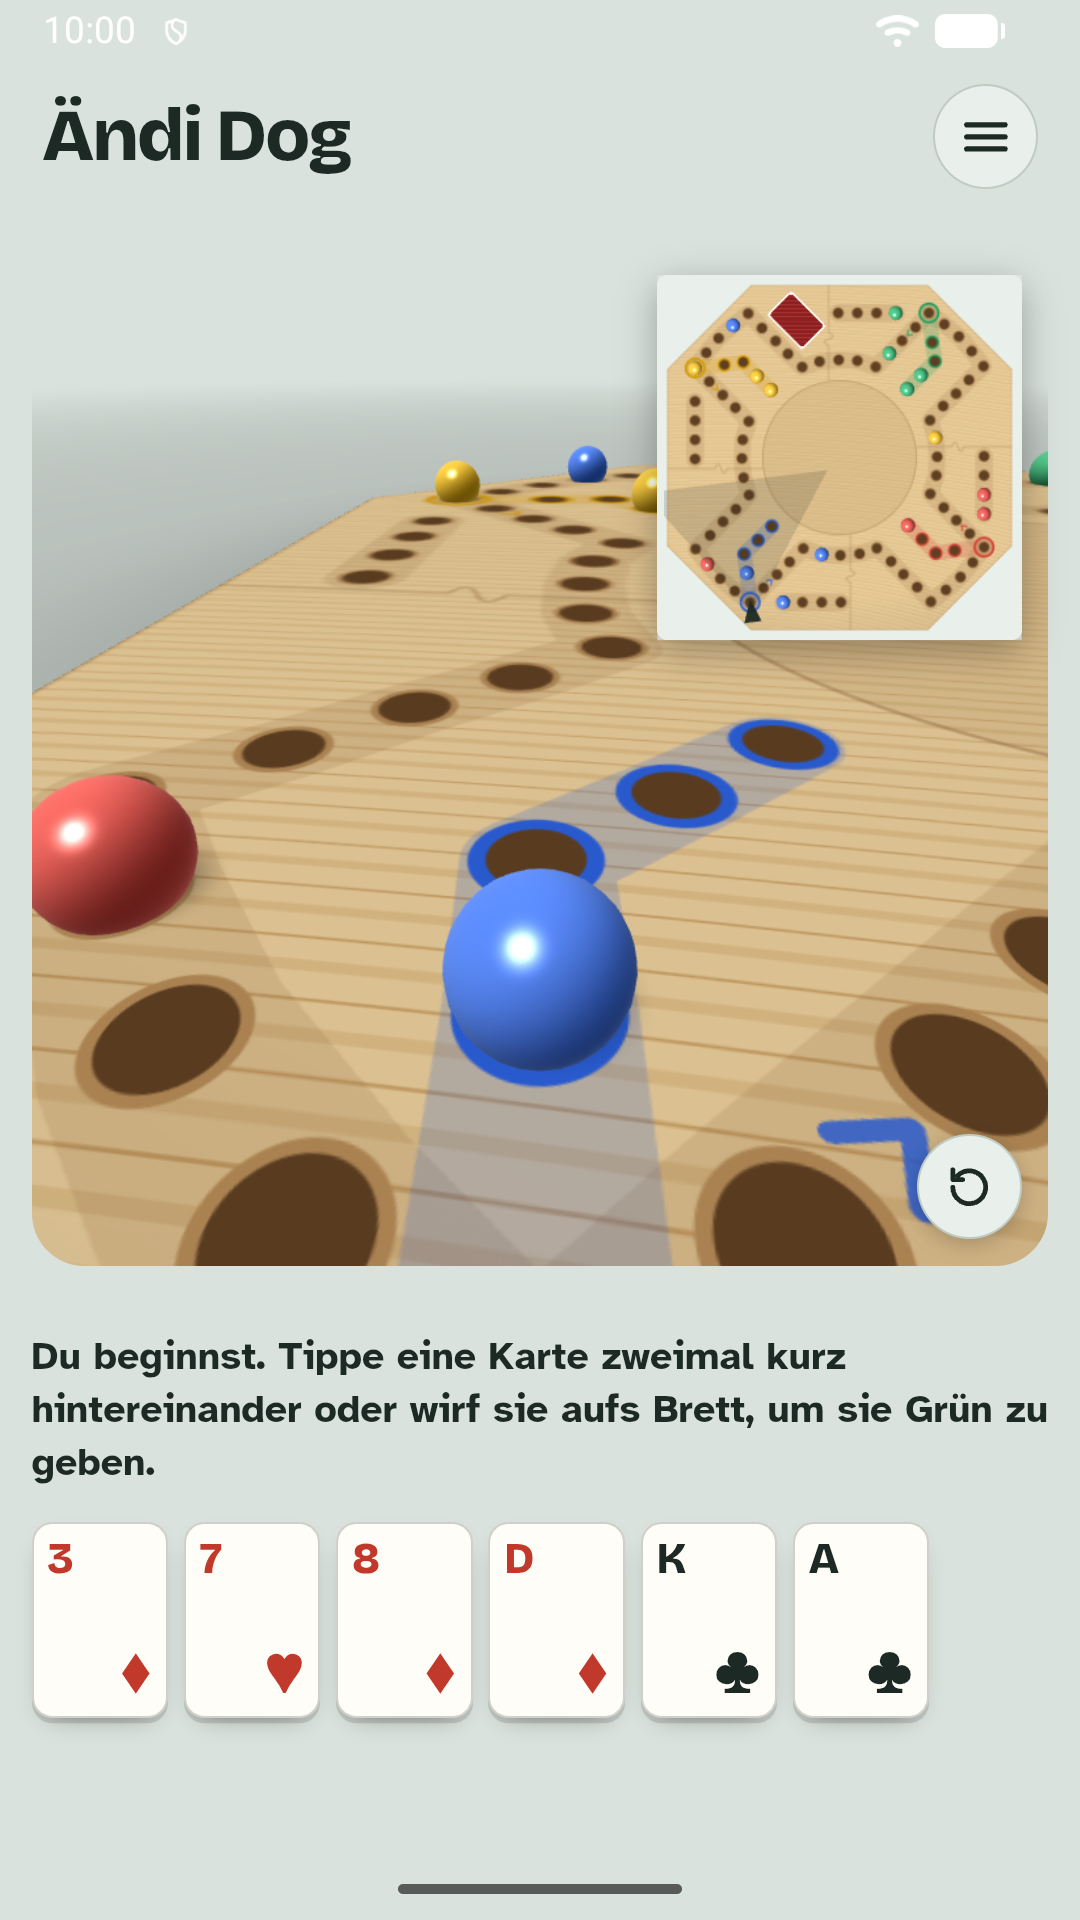 10:00
Ändi Dog
Du beginnst. Tippe eine Karte zweimal kurz
hintereinander oder wirf sie aufs Brett, um sie Grün zu
geben.
3 7 8 D K A
♦ ♥ ♦ ♦ ♣ ♣